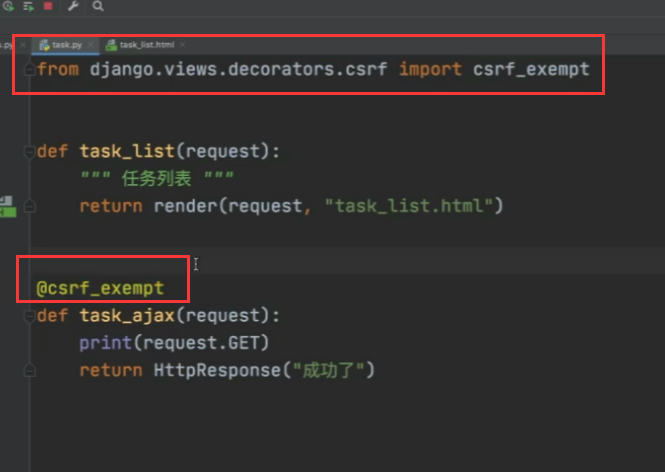 s.py
task.py
task_list.html
from django.views.decorators.csrf import csrf_exempt
def task_list(request):
""" 任务列表 """
return render(request, "task_list.html")
@csrf_exempt
def task_ajax(request):
print(request.GET)
return HttpResponse("成功了")